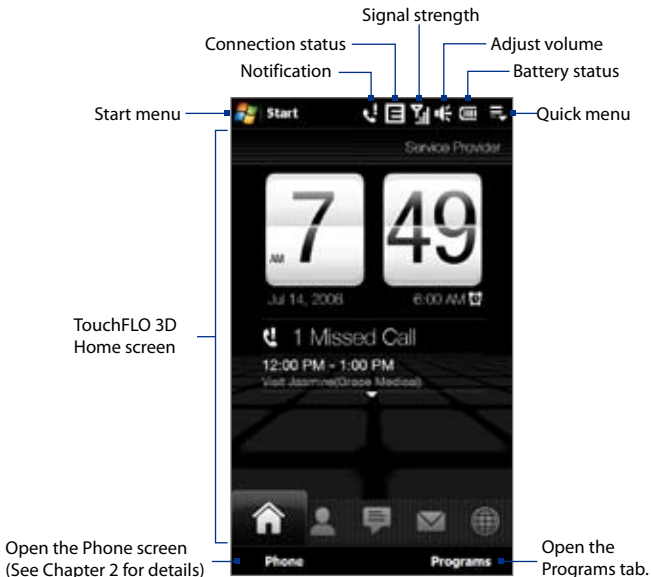 Signal strength
Connection status
Adjust volume
Notification
Battery status
Start menu
Start
Quick menu
Service Provider
7
49
AM
Jul 14, 2008
6:00 AM
TouchFLO 3D
Home screen
1 Missed Call
12:00 PM - 1:00 PM
Visit Jasmine(Grace Medical)
Open the Phone screen
(See Chapter 2 for details)
Phone
Programs
Open the
Programs tab.